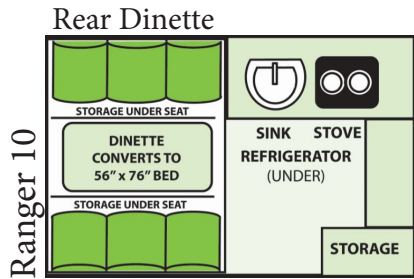 Rear Dinette
Ranger 10
STORAGE UNDER SEAT
DINETTE
CONVERTS TO
56” x 76” BED
STORAGE UNDER SEAT
SINK STOVE
REFRIGERATOR
(UNDER)
STORAGE